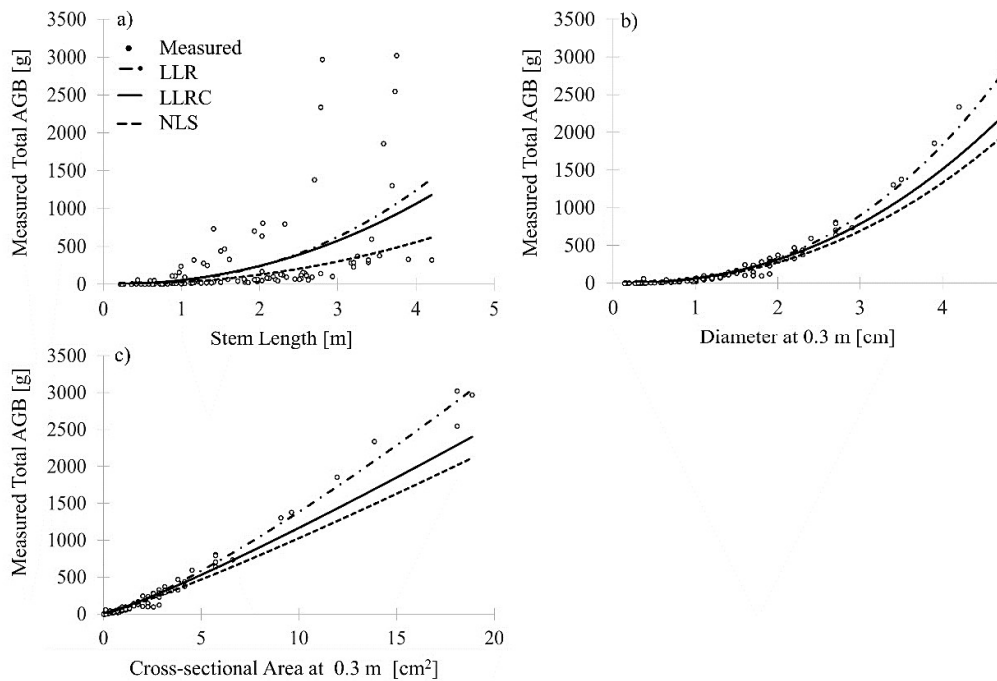 a)
3500
3000
2500
2000
1500
1000
500
0
Measured Total AGB [g]
Measured
LLR
LLRC
NLS
0 1 2 3 4 5
Stem Length [m]
b)
3500
3000
2500
2000
1500
1000
500
0
Measured Total AGB [g]
0 2 4
Diameter at 0.3 m [cm]
c)
3500
3000
2500
2000
1500
1000
500
0
Measured Total AGB [g]
0 5 10 15 20
Cross-sectional Area at 0.3 m [cm²]